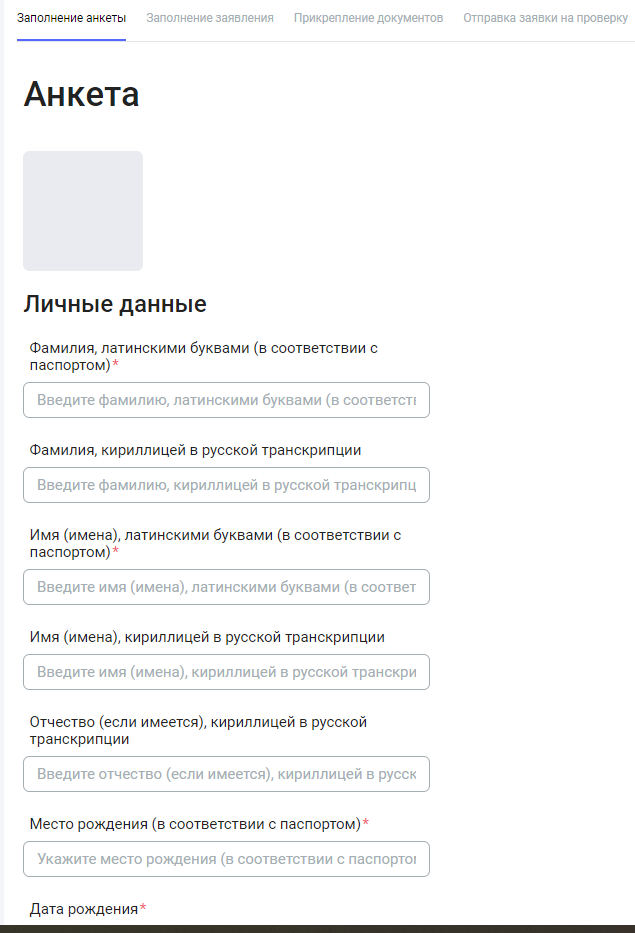 Заполнение анкеты Заполнение заявления Прикрепление документов Отправка заявки на проверку
Анкета
Личные данные
Фамилия, латинскими буквами (в соответствии с
паспортом)*
Введите фамилию, латинскими буквами (в соответств
Фамилия, кириллицей в русской транскрипции
Введите фамилию, кириллицей в русской транскрипц
Имя (имена), латинскими буквами (в соответствии с
паспортом)*
Введите имя (имена), латинскими буквами (в соответ
Имя (имена), кириллицей в русской транскрипции
Введите имя (имена), кириллицей в русской транскри
Отчество (если имеется), кириллицей в русской
транскрипции
Введите отчество (если имеется), кириллицей в русск
Место рождения (в соответствии с паспортом)*
Укажите место рождения (в соответствии с паспортом
Дата рождения*